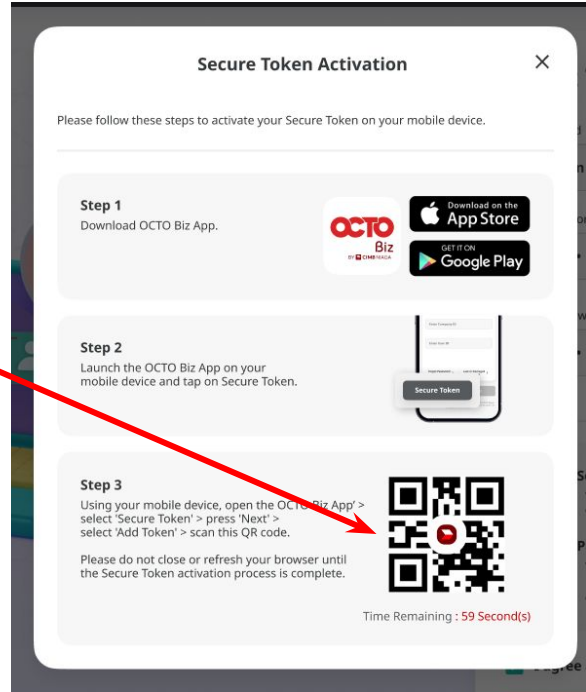 Secure Token Activation
Please follow these steps to activate your Secure Token on your mobile device.
Step 1
Download OCTO Biz App.
OCTO
Biz
BY CIMB NIAGA
Download on the
App Store
GET IT ON
Google Play
Step 2
Launch the OCTO Biz App on your
mobile device and tap on Secure Token.
Secure Token
Step 3
Using your mobile device, open the OCTO Biz App' >
select 'Secure Token' > press 'Next' >
select 'Add Token' > scan this QR code.
Please do not close or refresh your browser until
the Secure Token activation process is complete.
Time Remaining : 59 Second(s)